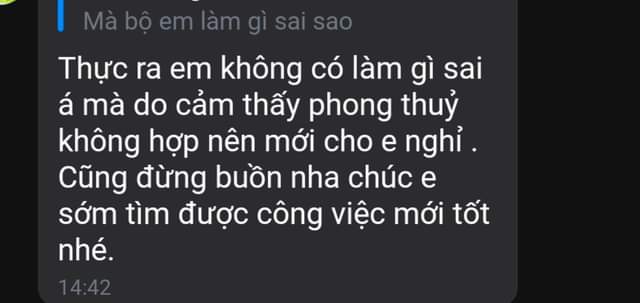 Mà bộ em làm gì sai sao
Thực ra em không có làm gì sai
á mà do cảm thấy phong thuỷ
không hợp nên mới cho e nghỉ .
Cũng đừng buồn nha chúc e
sớm tìm được công việc mới tốt
nhé.
14:42